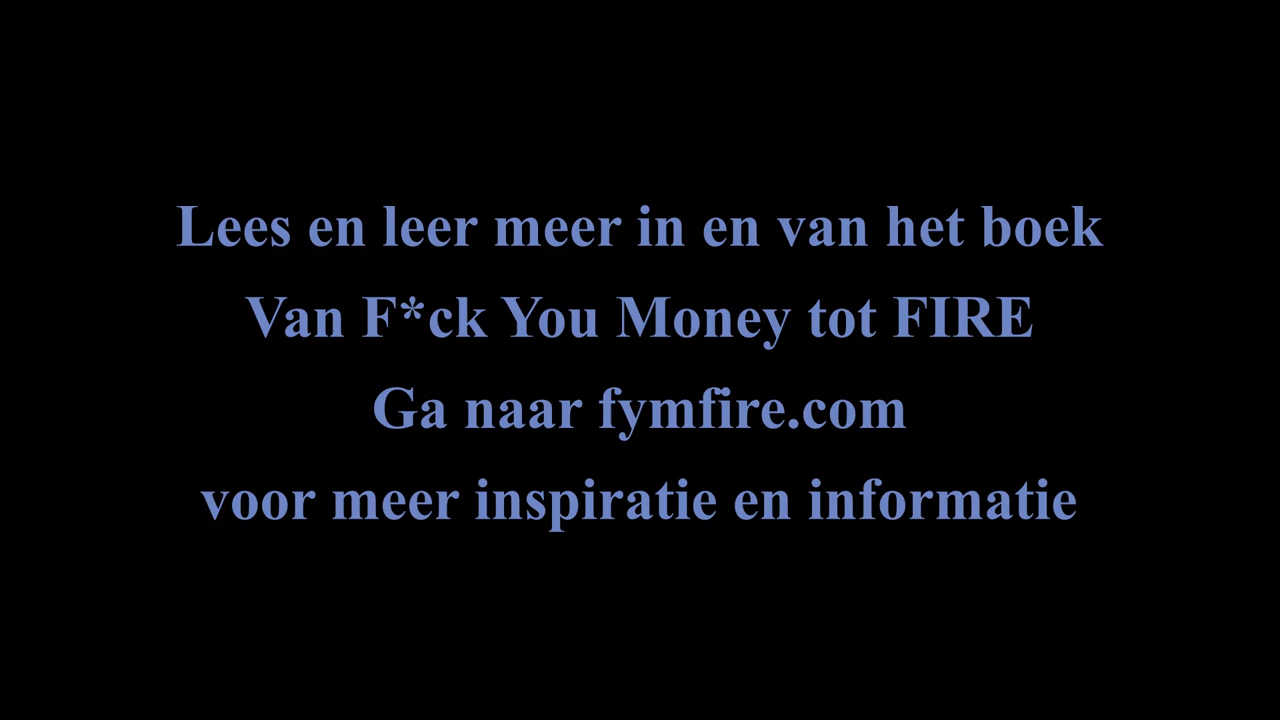 Lees en leer meer in en van het boek
Van F*ck You Money tot FIRE
Ga naar fymfire.com
voor meer inspiratie en informatie